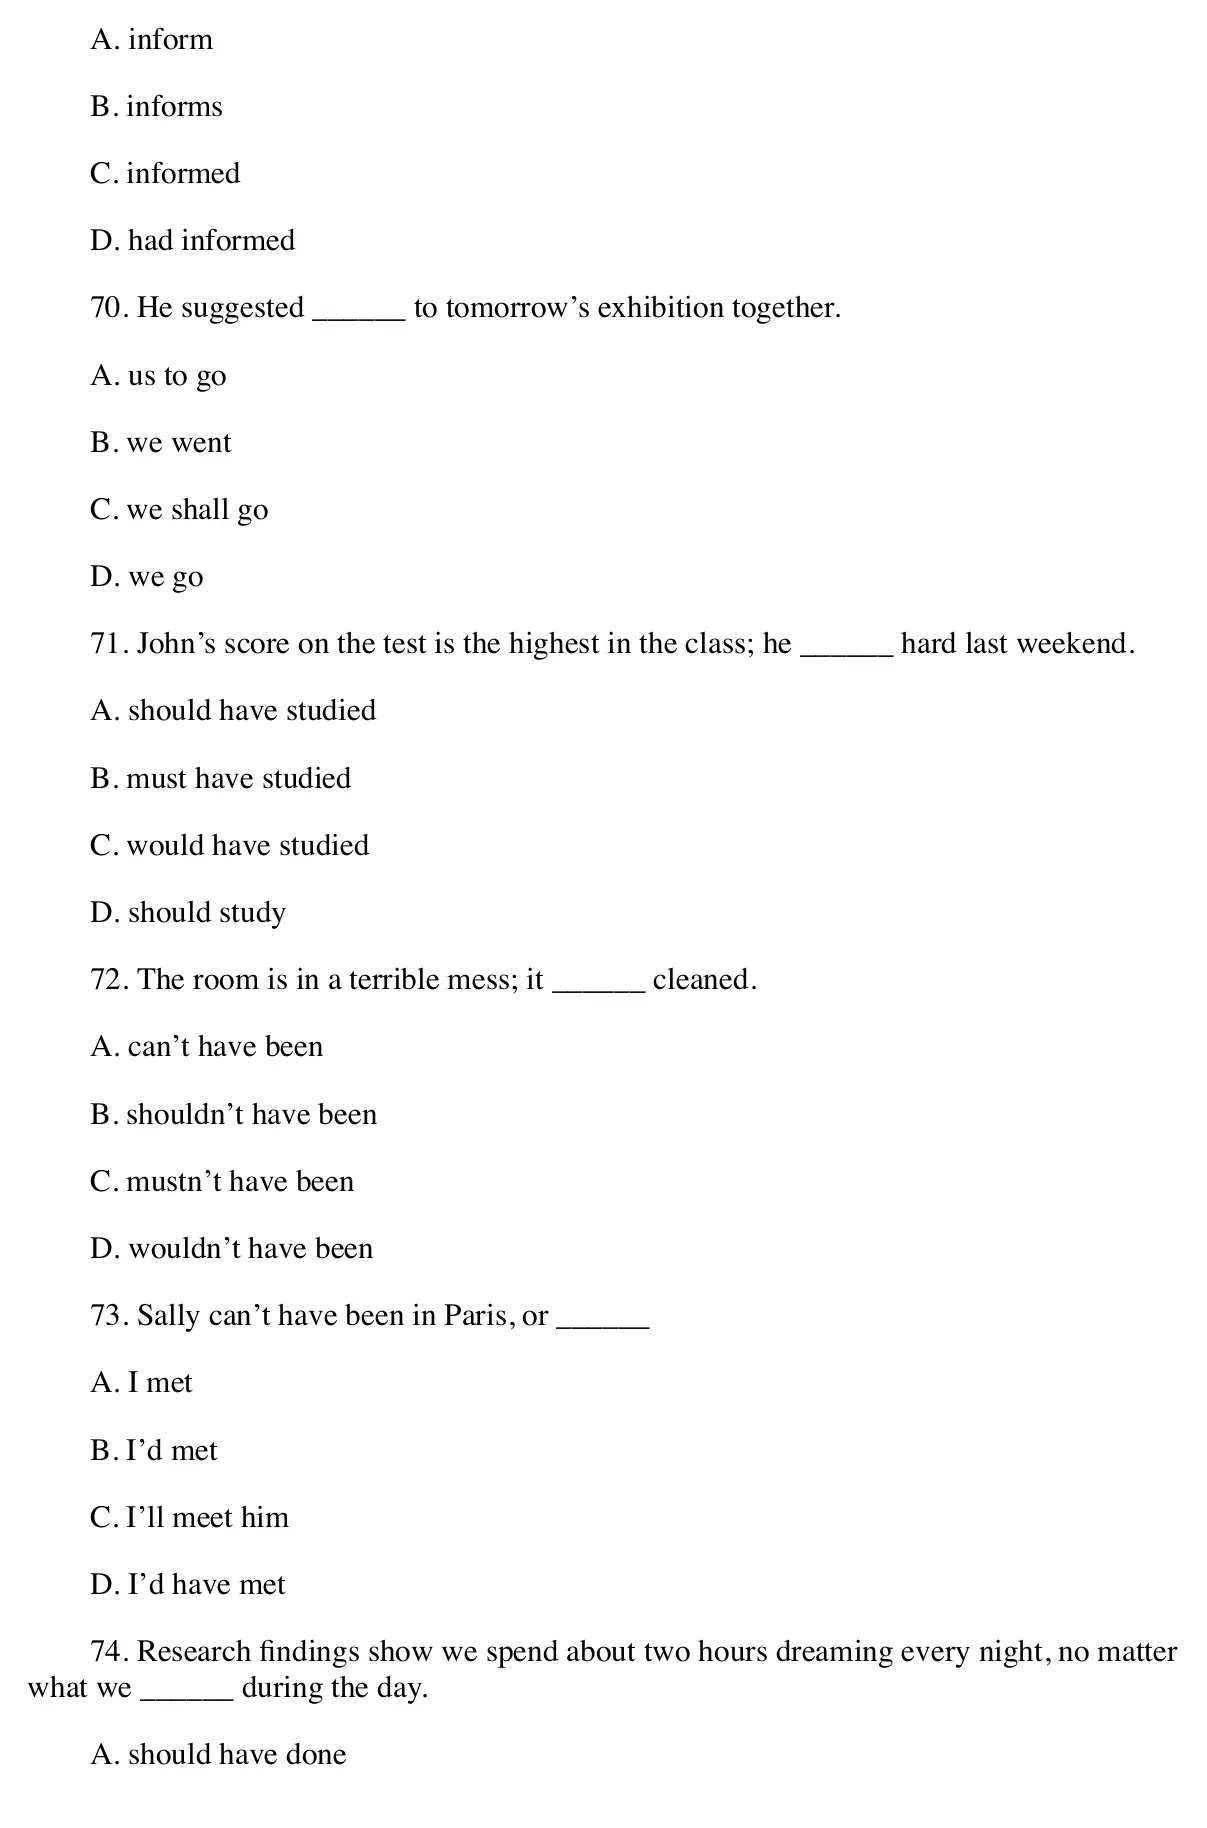 A. inform
B. informs
C. informed
D. had informed
70. He suggested ______ to tomorrow’s exhibition together.
A. us to go
B. we went
C. we shall go
D. we go
71. John’s score on the test is the highest in the class; he ______ hard last weekend.
A. should have studied
B. must have studied
C. would have studied
D. should study
72. The room is in a terrible mess; it ______ cleaned.
A. can’t have been
B. shouldn’t have been
C. mustn’t have been
D. wouldn’t have been
73. Sally can’t have been in Paris, or ______
A. I met
B. I’d met
C. I’ll meet him
D. I’d have met
74. Research findings show we spend about two hours dreaming every night, no matter
what we ______ during the day.
A. should have done